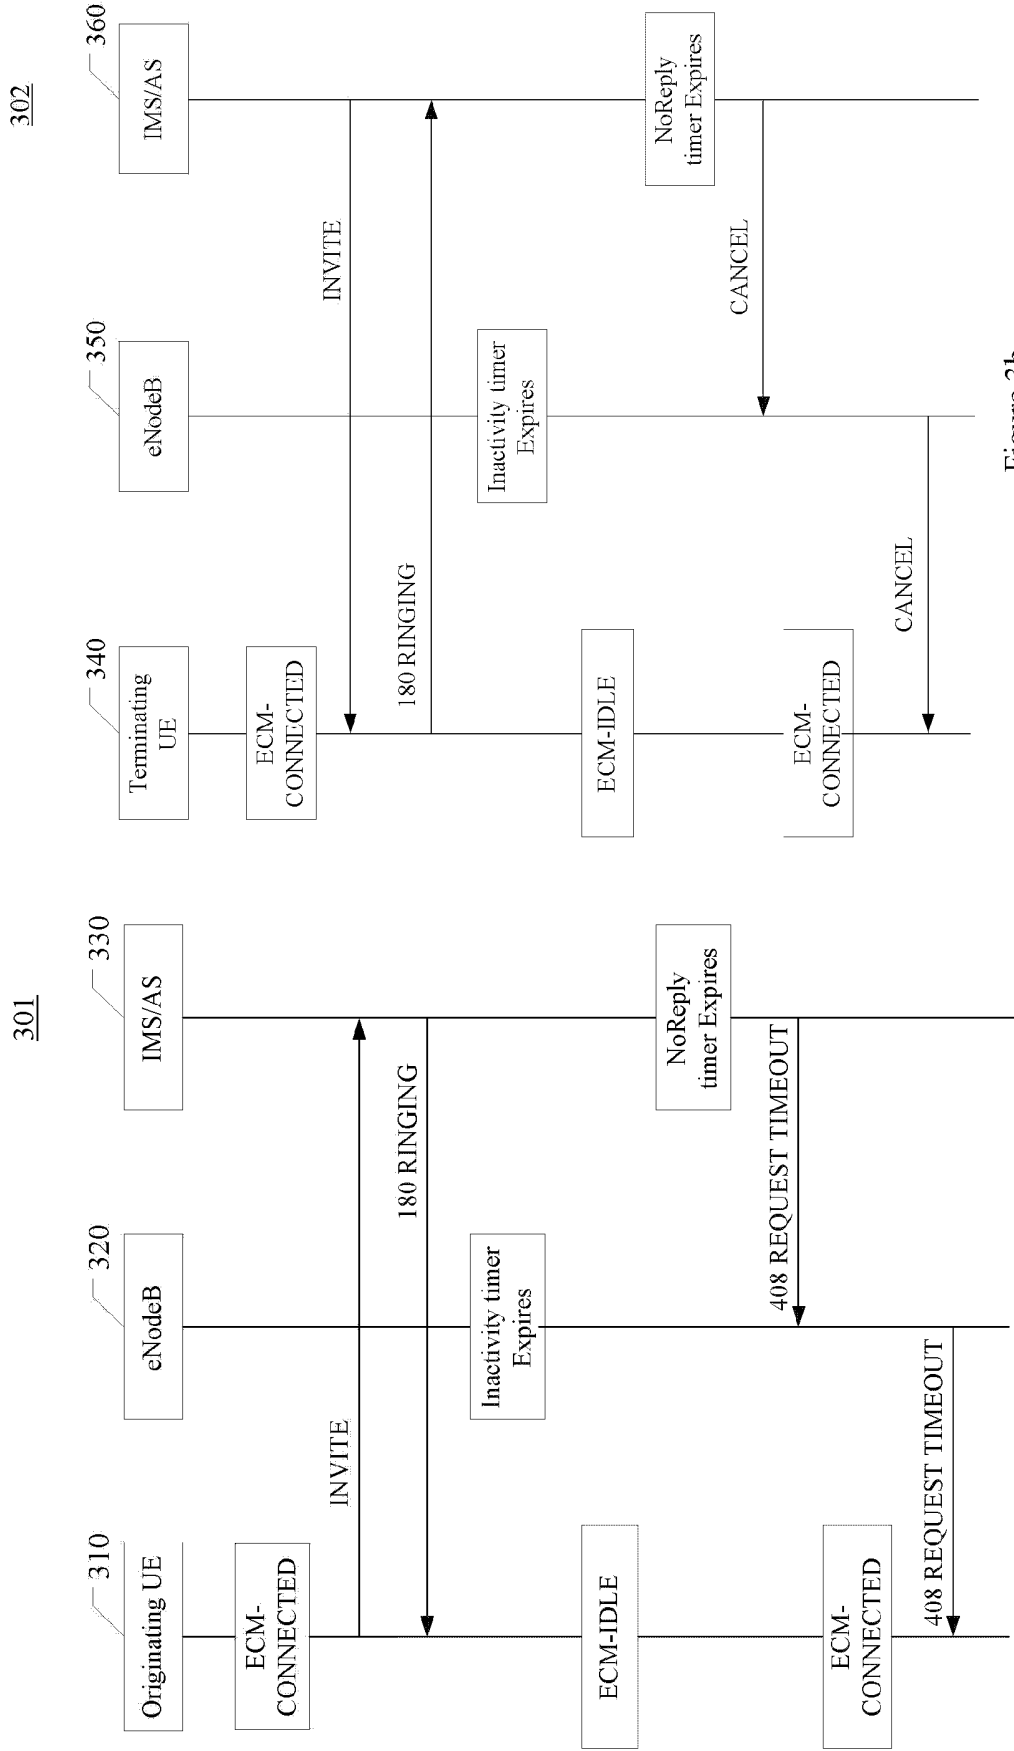 301
310
320
330
Originating UE
eNodeB
IMS/AS
ECM-
CONNECTED
INVITE
180 RINGING
Inactivity timer
Expires
ECM-IDLE
NoReply
timer Expires
408 REQUEST TIMEOUT
ECM-
CONNECTED
408 REQUEST TIMEOUT
302
340
350
360
Terminating
UE
eNodeB
IMS/AS
ECM-
CONNECTED
INVITE
180 RINGING
Inactivity timer
Expires
ECM-IDLE
NoReply
timer Expires
CANCEL
ECM-
CONNECTED
CANCEL
Figure 3b